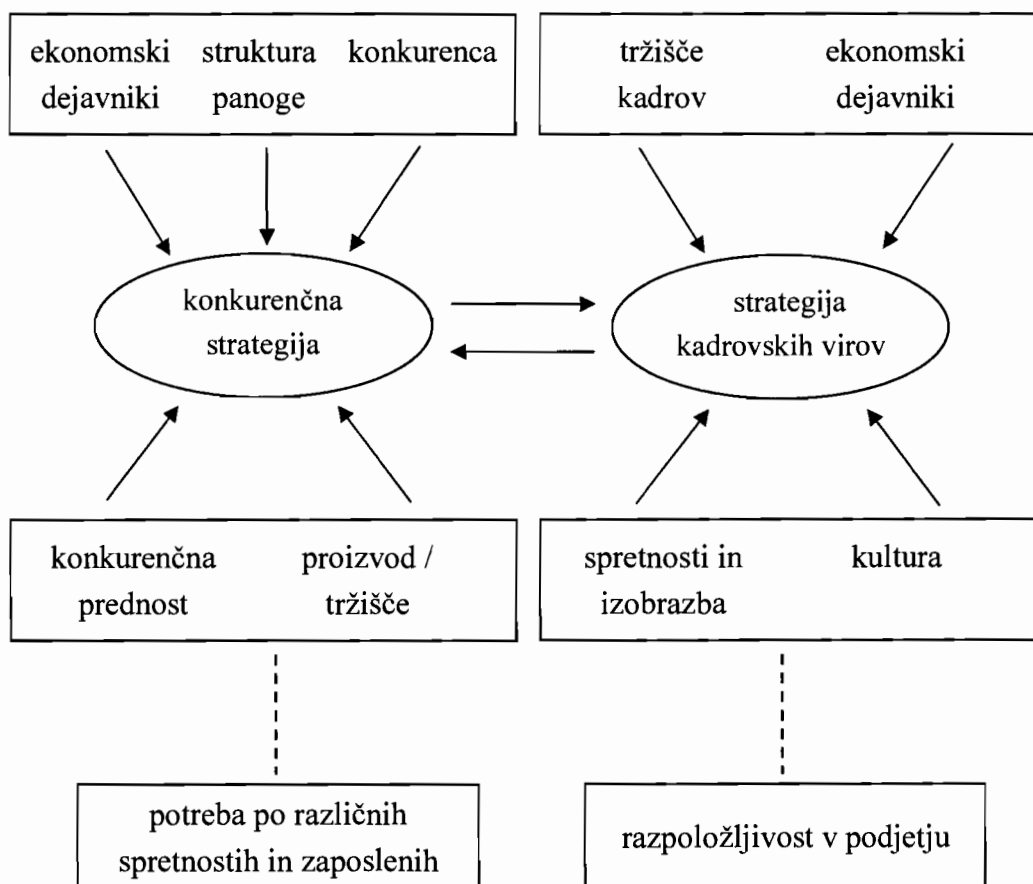 ekonomski dejavniki
struktura panoge
konkurenca
tržišče kadrov
ekonomski dejavniki
konkurenčna
strategija
strategija
kadrovskih virov
konkurenčna prednost
proizvod / tržišče
spretnosti in izobrazba
kultura
potreba po različnih
spretnostih in zaposlenih
razpoložljivost v podjetju